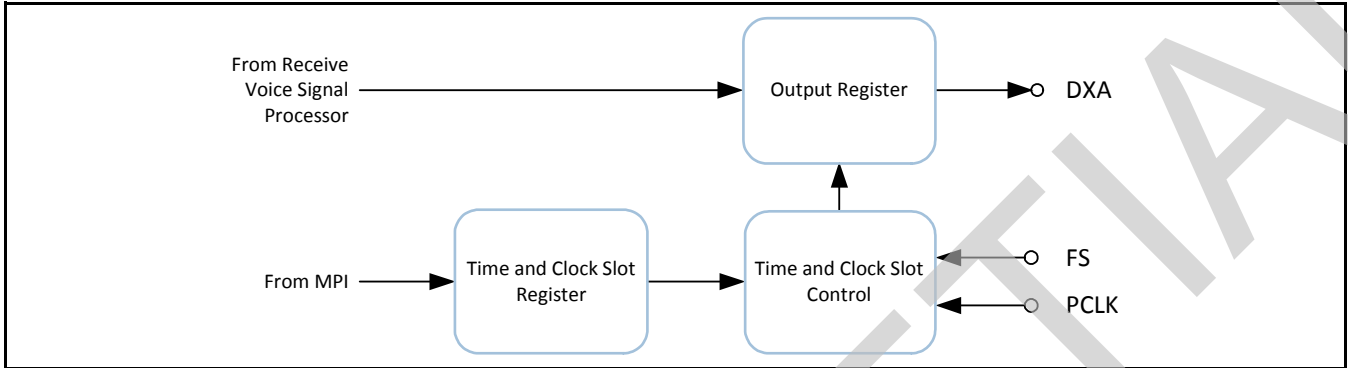 From Receive
Voice Signal
Processor
Output Register
DXA
From MPI
Time and Clock Slot
Register
Time and Clock Slot
Control
FS
PCLK
TIA